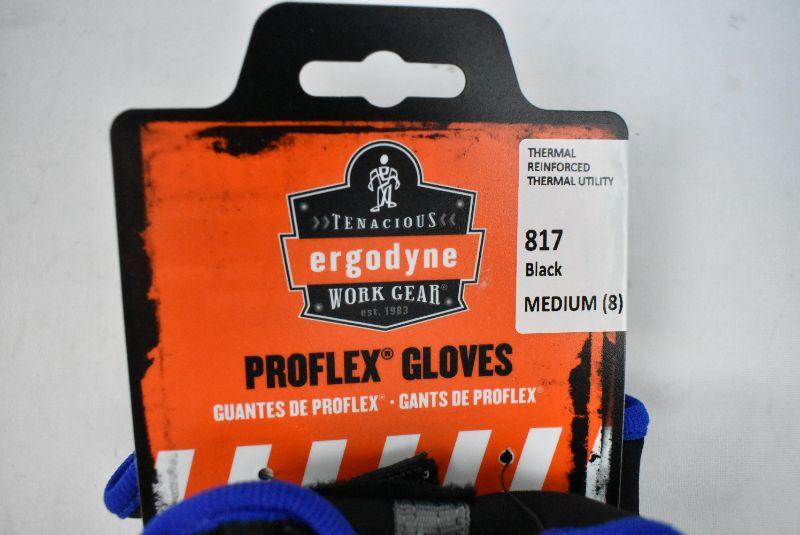 TENACIOUS
ergodyne
WORK GEAR®
est. 1983
THERMAL
REINFORCED
THERMAL UTILITY
817
Black
MEDIUM (8)
PROFLEX® GLOVES
GUANTES DE PROFLEX® · GANTS DE PROFLEX®